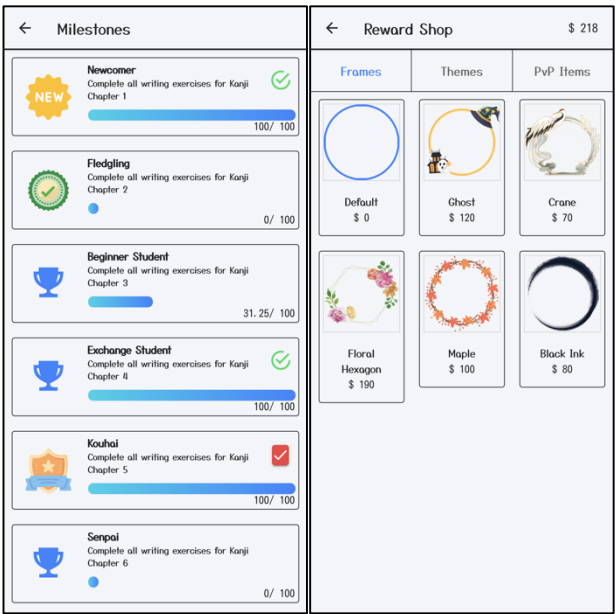 Milestones
NEW
Newcomer
Complete all writing exercises for Kanji
Chapter 1
100/ 100
Fledgling
Complete all writing exercises for Kanji
Chapter 2
0/ 100
Beginner Student
Complete all writing exercises for Kanji
Chapter 3
31.25/ 100
Exchange Student
Complete all writing exercises for Kanji
Chapter 4
100/ 100
Kouhai
Complete all writing exercises for Kanji
Chapter 5
100/ 100
Senpai
Complete all writing exercises for Kanji
Chapter 6
0/ 100
Reward Shop
$ 218
Frames
Themes
PvP Items
Default
$ 0
Ghost
$ 120
Crane
$ 70
Floral
Hexagon
$ 190
Maple
$ 100
Black Ink
$ 80